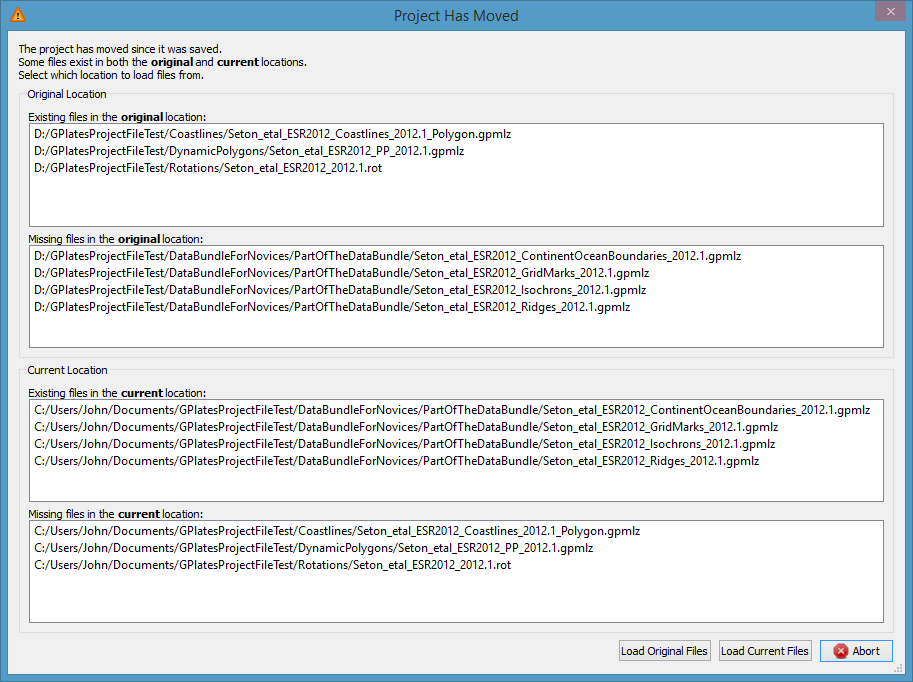 Project Has Moved
The project has moved since it was saved.
Some files exist in both the original and current locations.
Select which location to load files from.
Original Location
Existing files in the original location:
D:/GPlatesProjectFileTest/Coastlines/Seton_etal_ESR2012_Coastlines_2012.1_Polygon.gpmlz
D:/GPlatesProjectFileTest/DynamicPolygons/Seton_etal_ESR2012_PP_2012.1.gpmlz
D:/GPlatesProjectFileTest/Rotations/Seton_etal_ESR2012_2012.1.rot
Missing files in the original location:
D:/GPlatesProjectFileTest/DataBundleForNovices/PartOfTheDataBundle/Seton_etal_ESR2012_ContinentOceanBoundaries_2012.1.gpmlz
D:/GPlatesProjectFileTest/DataBundleForNovices/PartOfTheDataBundle/Seton_etal_ESR2012_GridMarks_2012.1.gpmlz
D:/GPlatesProjectFileTest/DataBundleForNovices/PartOfTheDataBundle/Seton_etal_ESR2012_Isochrons_2012.1.gpmlz
D:/GPlatesProjectFileTest/DataBundleForNovices/PartOfTheDataBundle/Seton_etal_ESR2012_Ridges_2012.1.gpmlz
Current Location
Existing files in the current location:
C:/Users/John/Documents/GPlatesProjectFileTest/DataBundleForNovices/PartOfTheDataBundle/Seton_etal_ESR2012_ContinentOceanBoundaries_2012.1.gpmlz
C:/Users/John/Documents/GPlatesProjectFileTest/DataBundleForNovices/PartOfTheDataBundle/Seton_etal_ESR2012_GridMarks_2012.1.gpmlz
C:/Users/John/Documents/GPlatesProjectFileTest/DataBundleForNovices/PartOfTheDataBundle/Seton_etal_ESR2012_Isochrons_2012.1.gpmlz
C:/Users/John/Documents/GPlatesProjectFileTest/DataBundleForNovices/PartOfTheDataBundle/Seton_etal_ESR2012_Ridges_2012.1.gpmlz
Missing files in the current location:
C:/Users/John/Documents/GPlatesProjectFileTest/Coastlines/Seton_etal_ESR2012_Coastlines_2012.1_Polygon.gpmlz
C:/Users/John/Documents/GPlatesProjectFileTest/DynamicPolygons/Seton_etal_ESR2012_PP_2012.1.gpmlz
C:/Users/John/Documents/GPlatesProjectFileTest/Rotations/Seton_etal_ESR2012_2012.1.rot
Load Original Files Load Current Files Abort